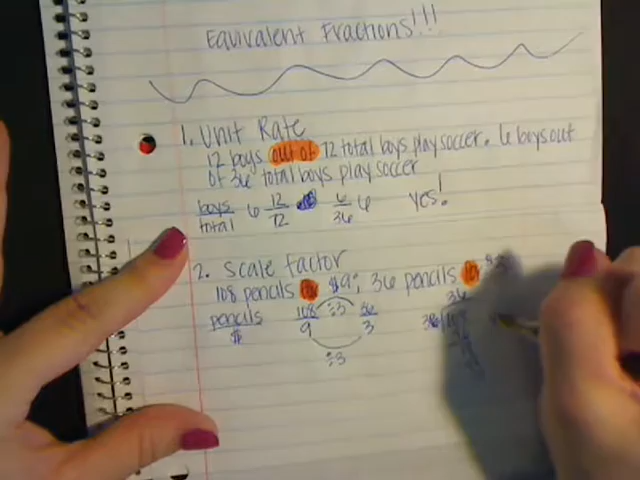 Equivalent Fractions!!!
1. Unit Rate
12 boys out of 72 total boys play soccer. 6 boys out
of 36 total boys play soccer
boys/total 6 12/72 6/36 6 yes!
2. Scale factor
108 pencils for $9; 36 pencils for
pencils/$ 108/9 ÷3 36/3
÷3